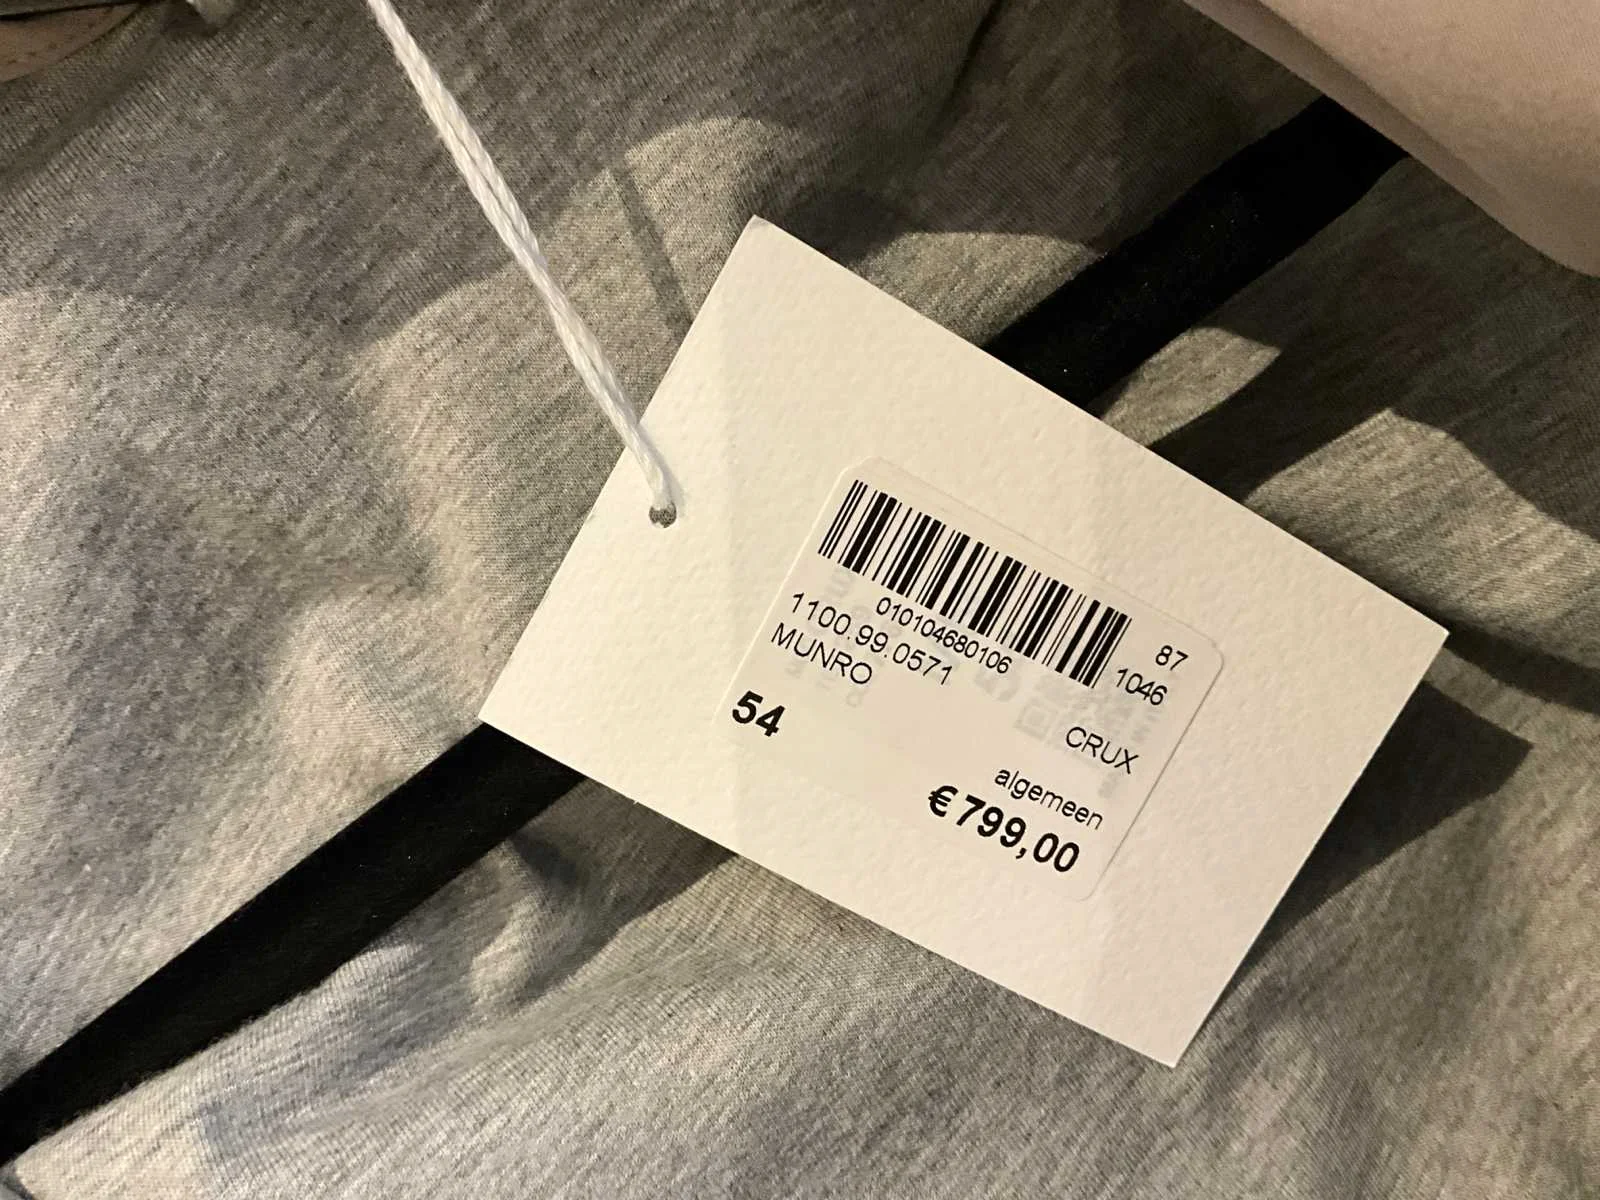 87
010104680106
1046
1100.99.0571
MUNRO
CRUX
54
algemeen
€ 799,00